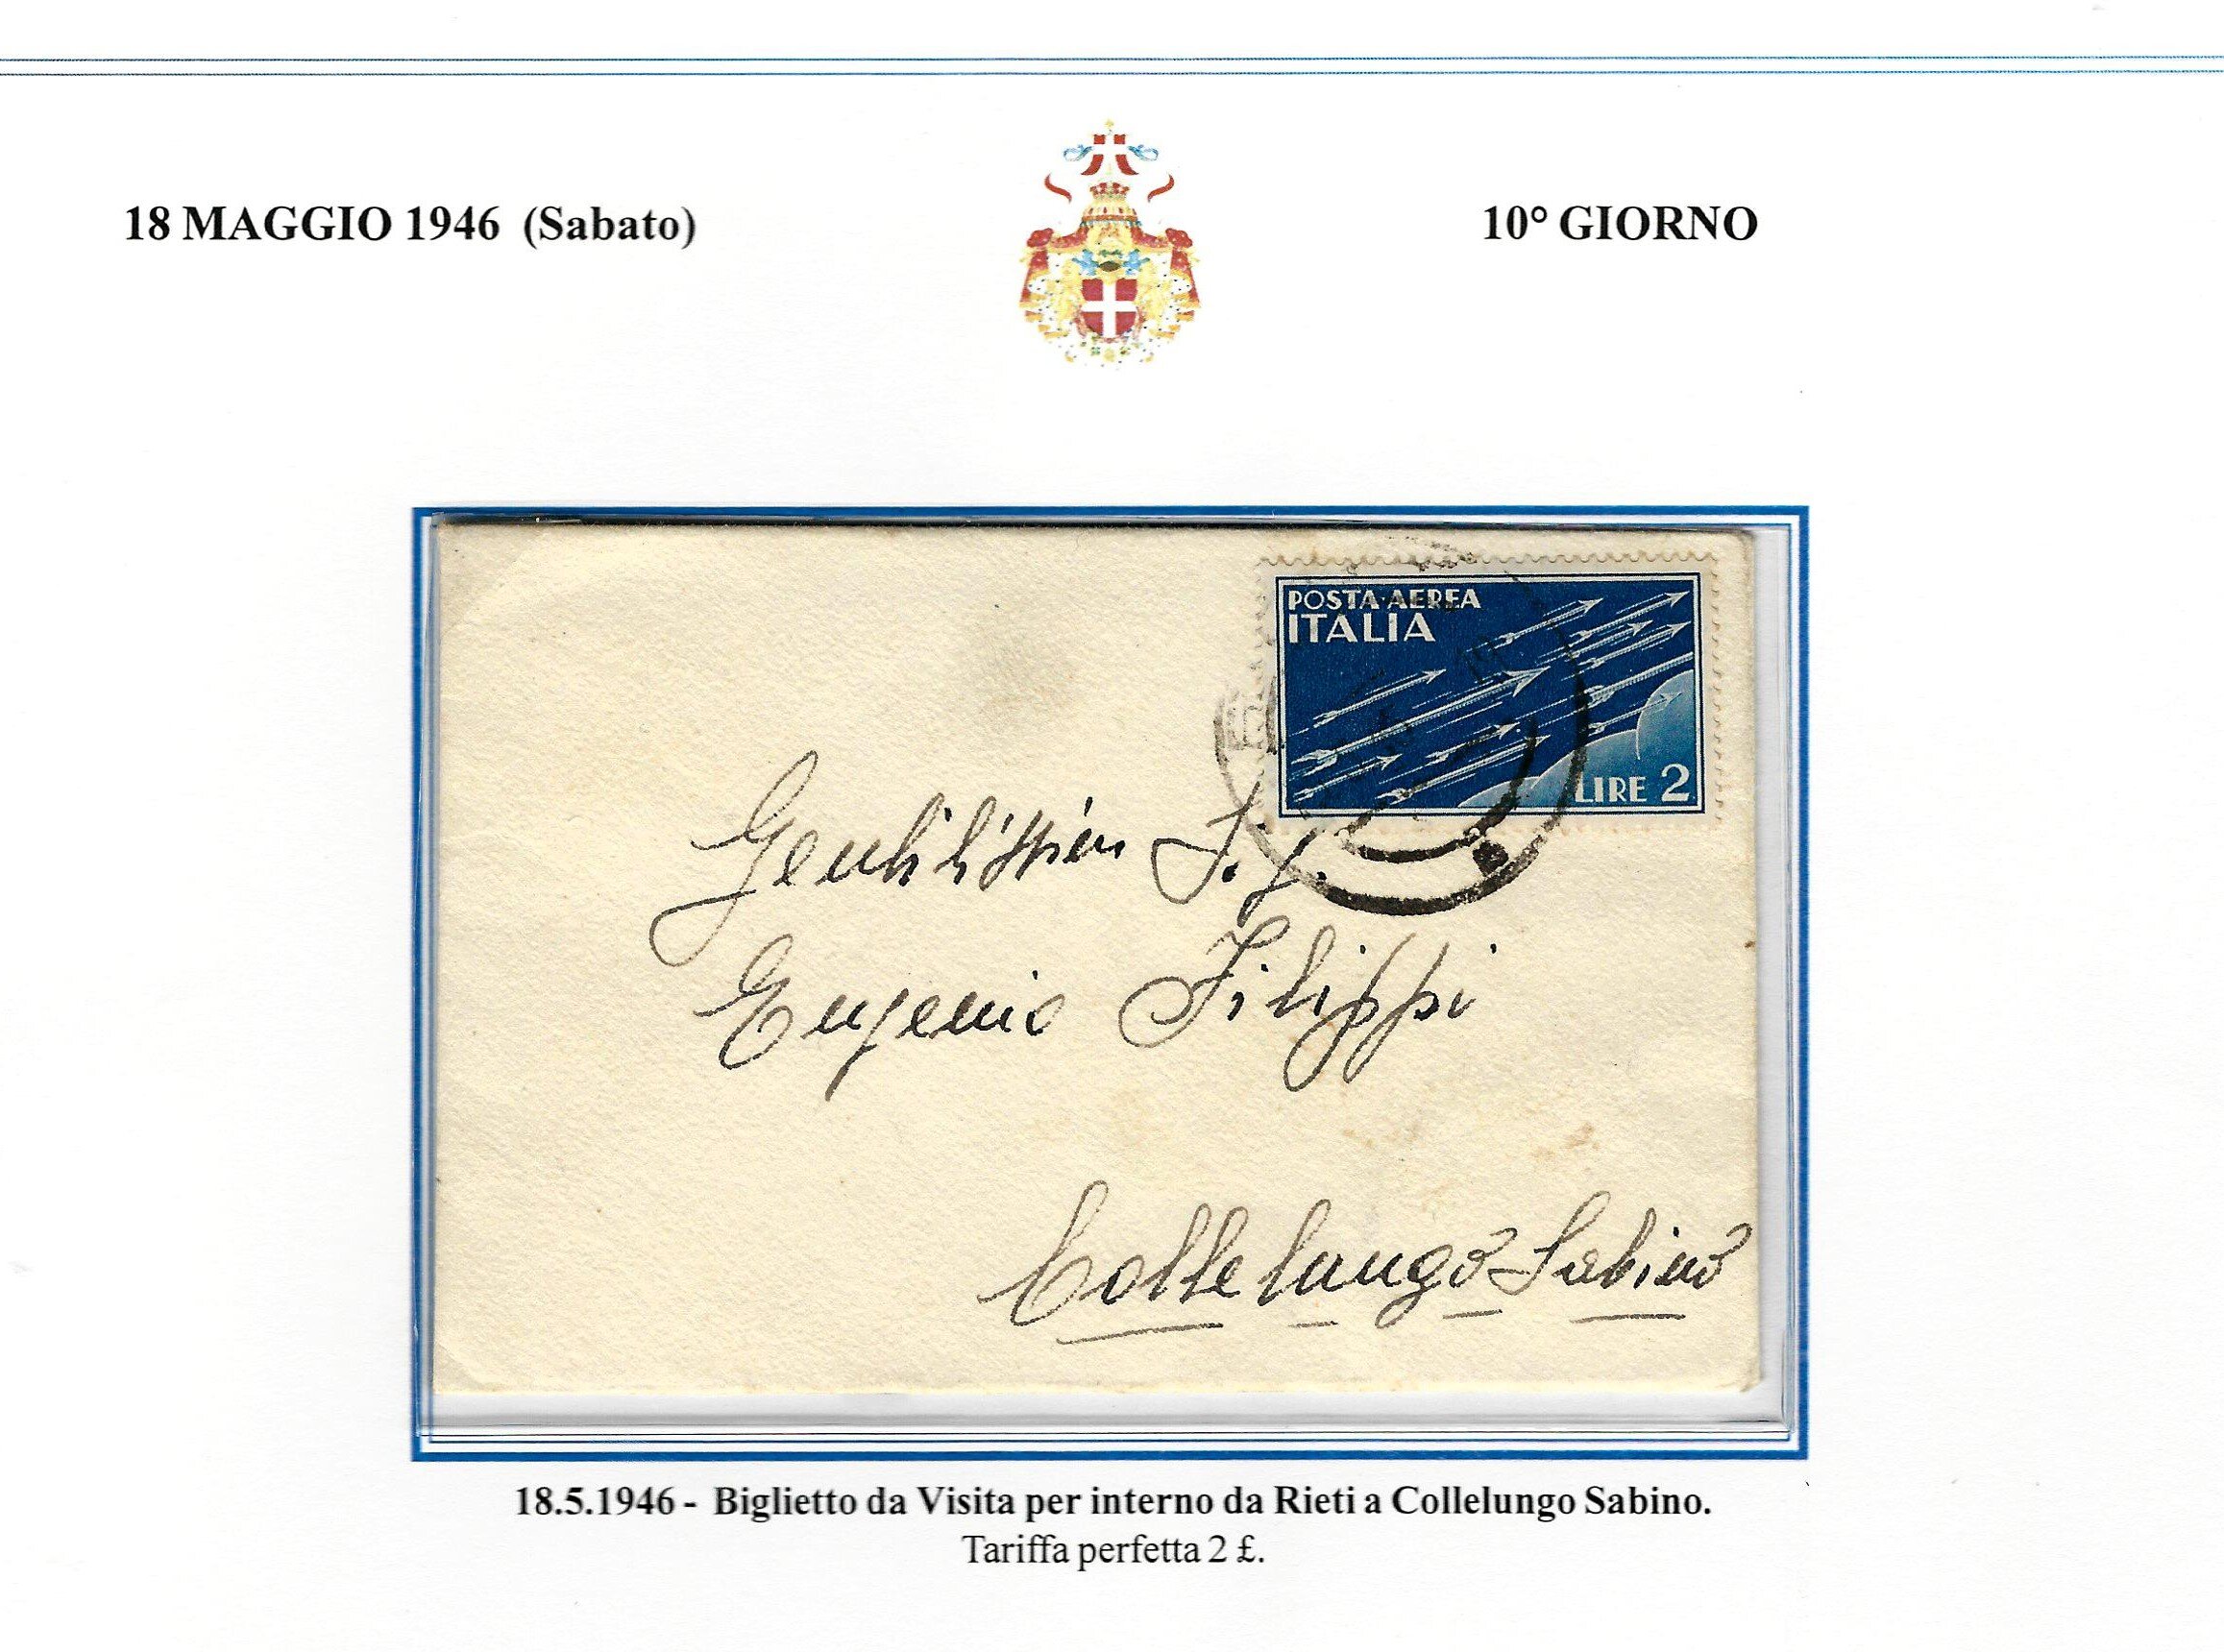 18 MAGGIO 1946 (Sabato)
10° GIORNO
POSTA AEREA
ITALIA
LIRE 2
Eugenio Filippi
Collelungo Sabino
18.5.1946 - Biglietto da Visita per interno da Rieti a Collelungo Sabino.
Tariffa perfetta 2 £.